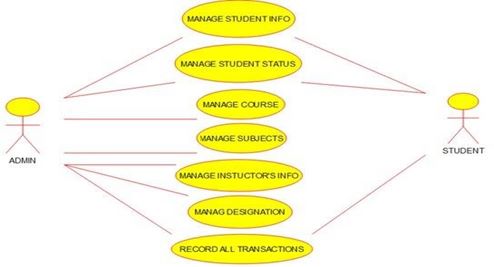 MANAGE STUDENT INFO
MANAGE STUDENT STATUS
MANAGE COURSE
MANAGE SUBJECTS
ADMIN
STUDENT
MANAGE INSTUCTOR'S INFO
MANAG DESIGNATION
RECORD ALL TRANSACTIONS